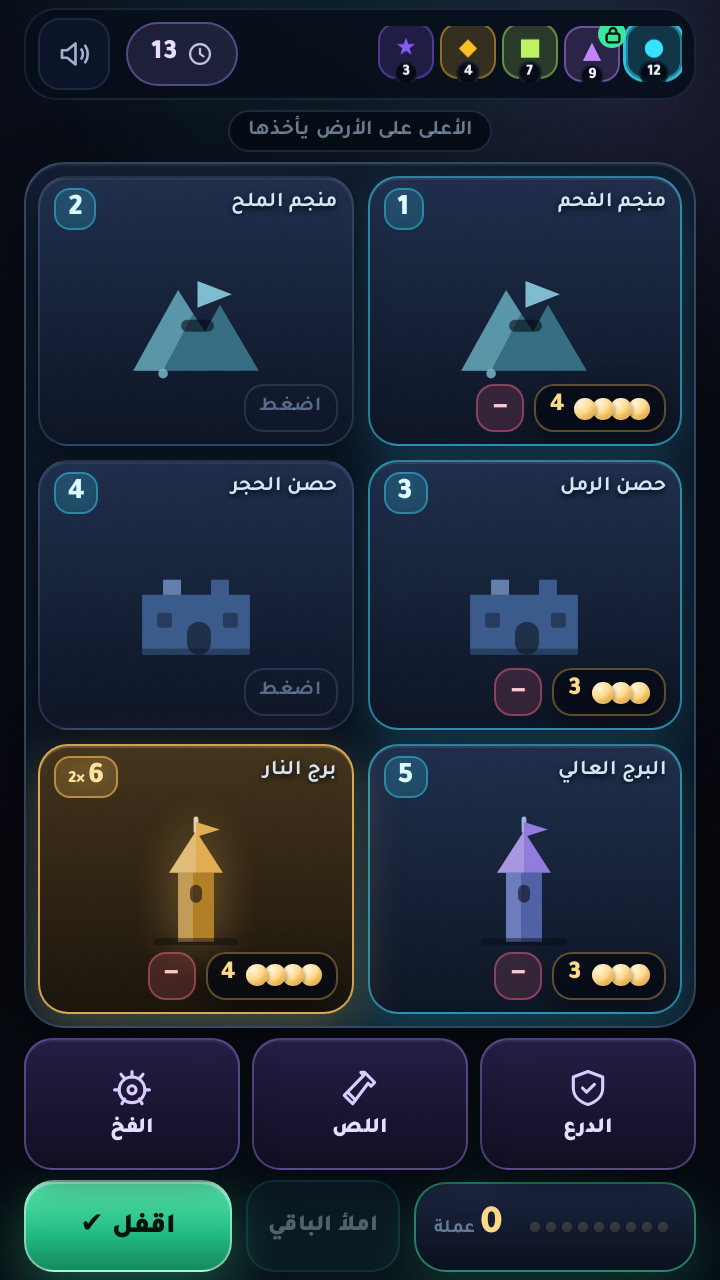 13
3 4 7 9 12
الأعلى على الأرض يأخذها
منجم الفحم 1
4 −
منجم الملح 2
اضغط
حصن الرمل 3
3 −
حصن الحجر 4
اضغط
البرج العالي 5
3 −
برج النار 6 ×2
4 −
الدرع
اللص
الفخ
0 عملة
املأ الباقي
اقفل ✓